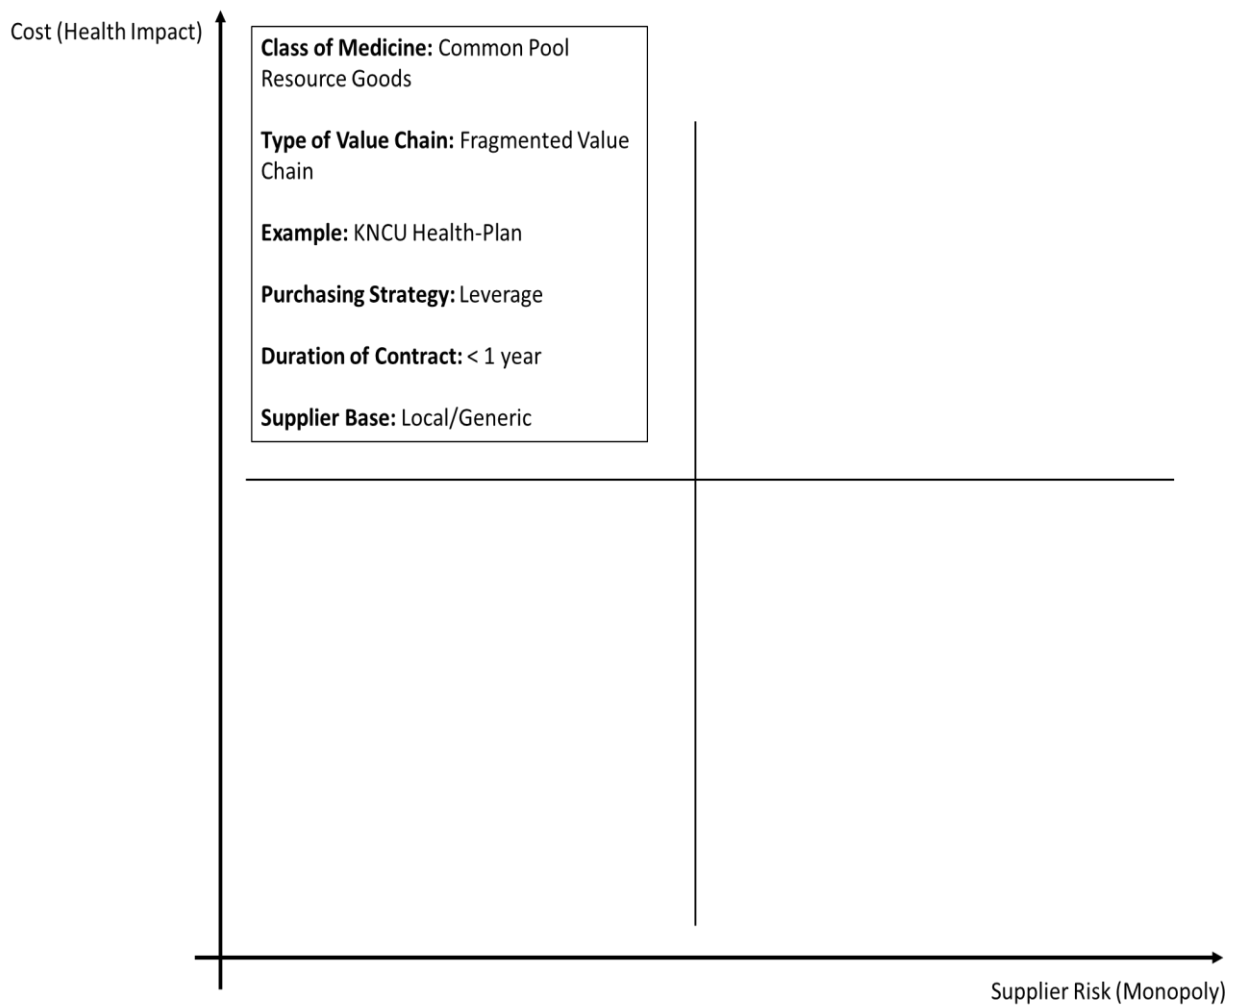 Cost (Health Impact)
Class of Medicine: Common Pool
Resource Goods
Type of Value Chain: Fragmented Value
Chain
Example: KNCU Health-Plan
Purchasing Strategy: Leverage
Duration of Contract: < 1 year
Supplier Base: Local/Generic
Supplier Risk (Monopoly)